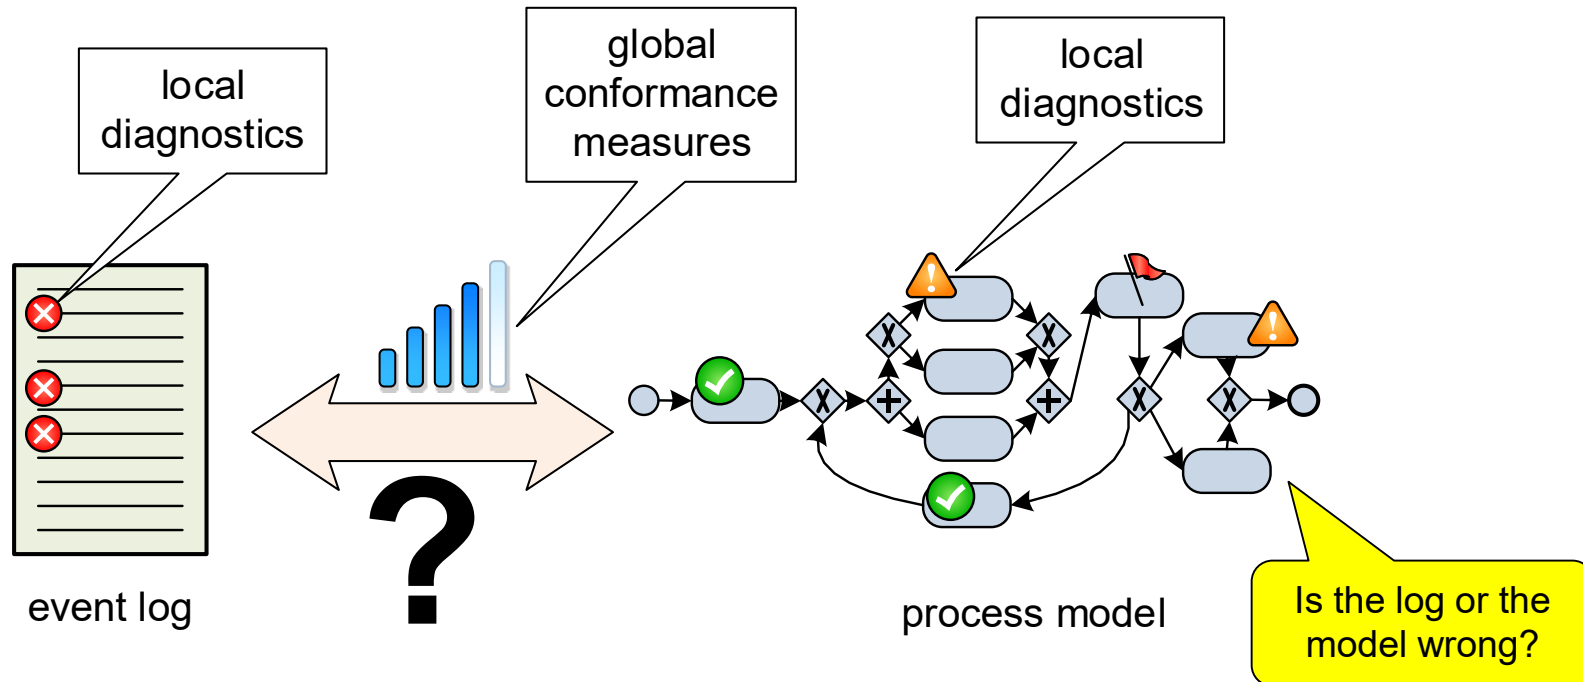 local
diagnostics
global
conformance
measures
local
diagnostics
?
event log
process model
Is the log or the
model wrong?